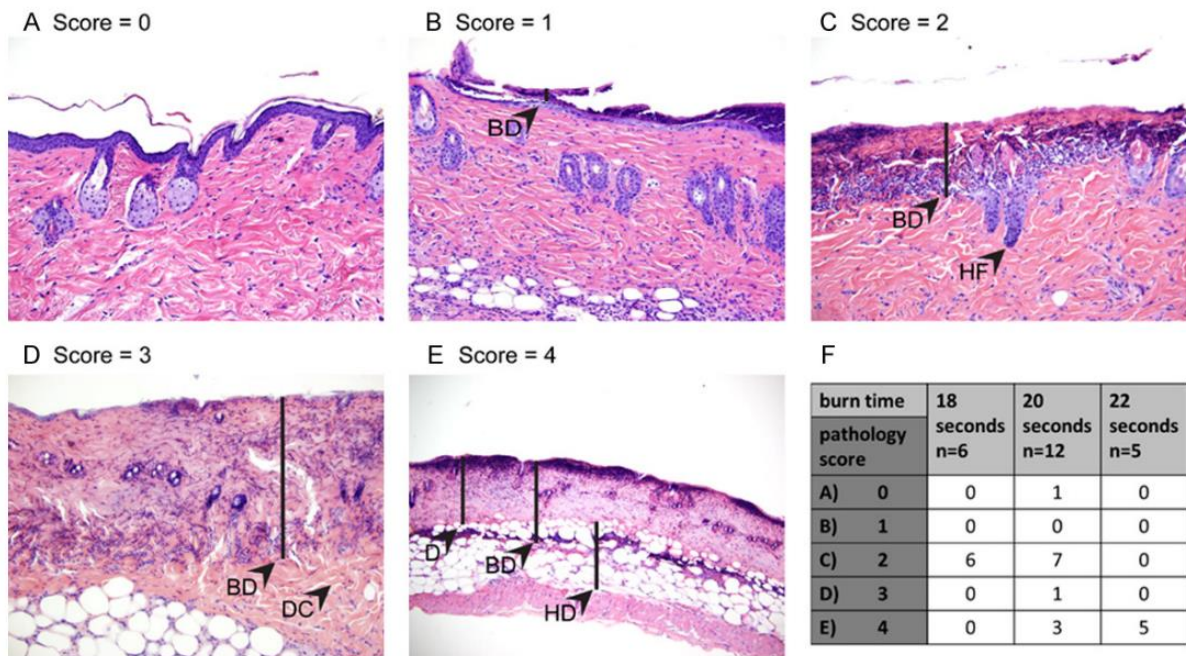 A Score = 0
B Score = 1
C Score = 2
BD
BD
HF
D Score = 3
E Score = 4
F
BD
DC
D
BD
HD
burn time
18 seconds n=6
20 seconds n=12
22 seconds n=5
pathology score
A) 0 0 1 0
B) 1 0 0 0
C) 2 6 7 0
D) 3 0 1 0
E) 4 0 3 5